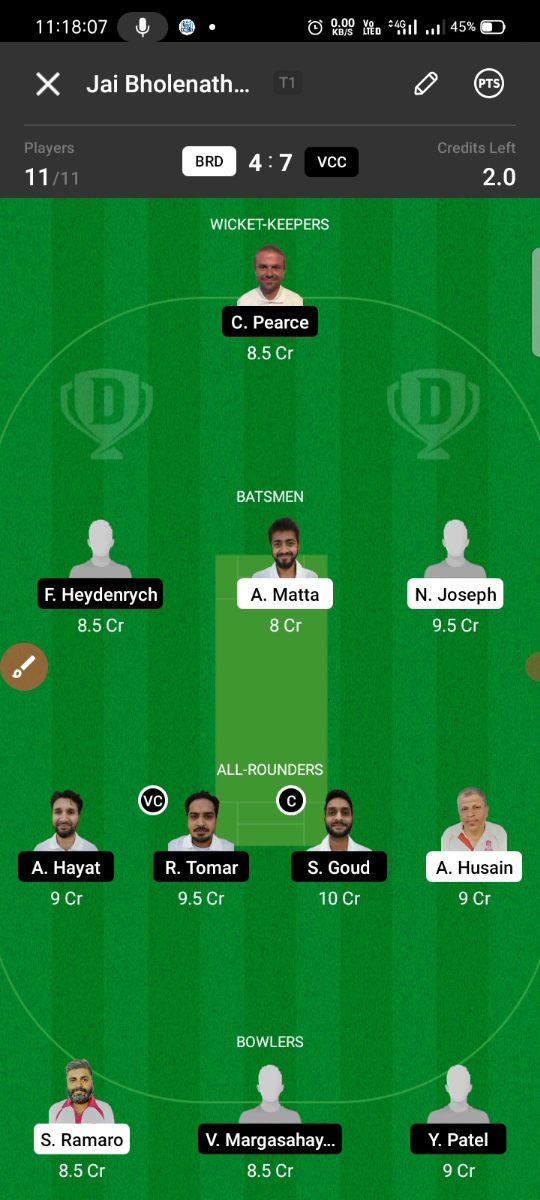 11:18:07
0.00 KB/S Vo LTED 4G 45%
Jai Bholenath... T1 PTS
Players
11/11
BRD 4 : 7 VCC
Credits Left
2.0
WICKET-KEEPERS
C. Pearce
8.5 Cr
D D
BATSMEN
F. Heydenrych A. Matta N. Joseph
8.5 Cr 8 Cr 9.5 Cr
ALL-ROUNDERS
VC C
A. Hayat R. Tomar S. Goud A. Husain
9 Cr 9.5 Cr 10 Cr 9 Cr
BOWLERS
S. Ramaro V. Margasahay... Y. Patel
8.5 Cr 8.5 Cr 9 Cr